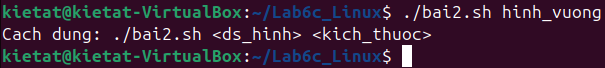 kietat@kietat-VirtualBox:~/Lab6c_Linux$ ./bai2.sh hinh_vuong
Cach dung: ./bai2.sh <ds_hinh> <kich_thuoc>
kietat@kietat-VirtualBox:~/Lab6c_Linux$